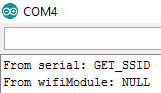 COM4
From serial: GET_SSID
From wifiModule: NULL